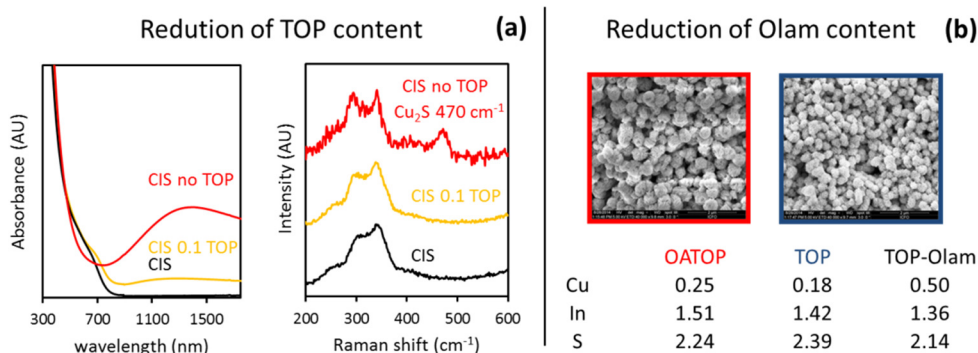 Redution of TOP content
(a)
Absorbance (AU)
CIS no TOP
CIS 0.1 TOP
CIS
300 700 1100 1500
wavelength (nm)
Intensity (AU)
CIS no TOP
Cu₂S 470 cm⁻¹
CIS 0.1 TOP
CIS
200 300 400 500 600
Raman shift (cm⁻¹)
Reduction of Olam content
(b)
OATOP TOP TOP-Olam
Cu 0.25 0.18 0.50
In 1.51 1.42 1.36
S 2.24 2.39 2.14